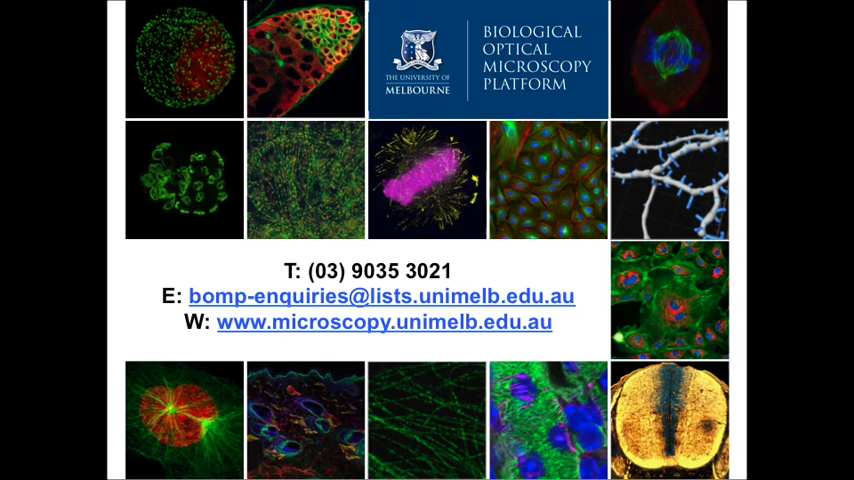 THE UNIVERSITY OF
MELBOURNE
BIOLOGICAL
OPTICAL
MICROSCOPY
PLATFORM
T: (03) 9035 3021
E: bomp-enquiries@lists.unimelb.edu.au
W: www.microscopy.unimelb.edu.au